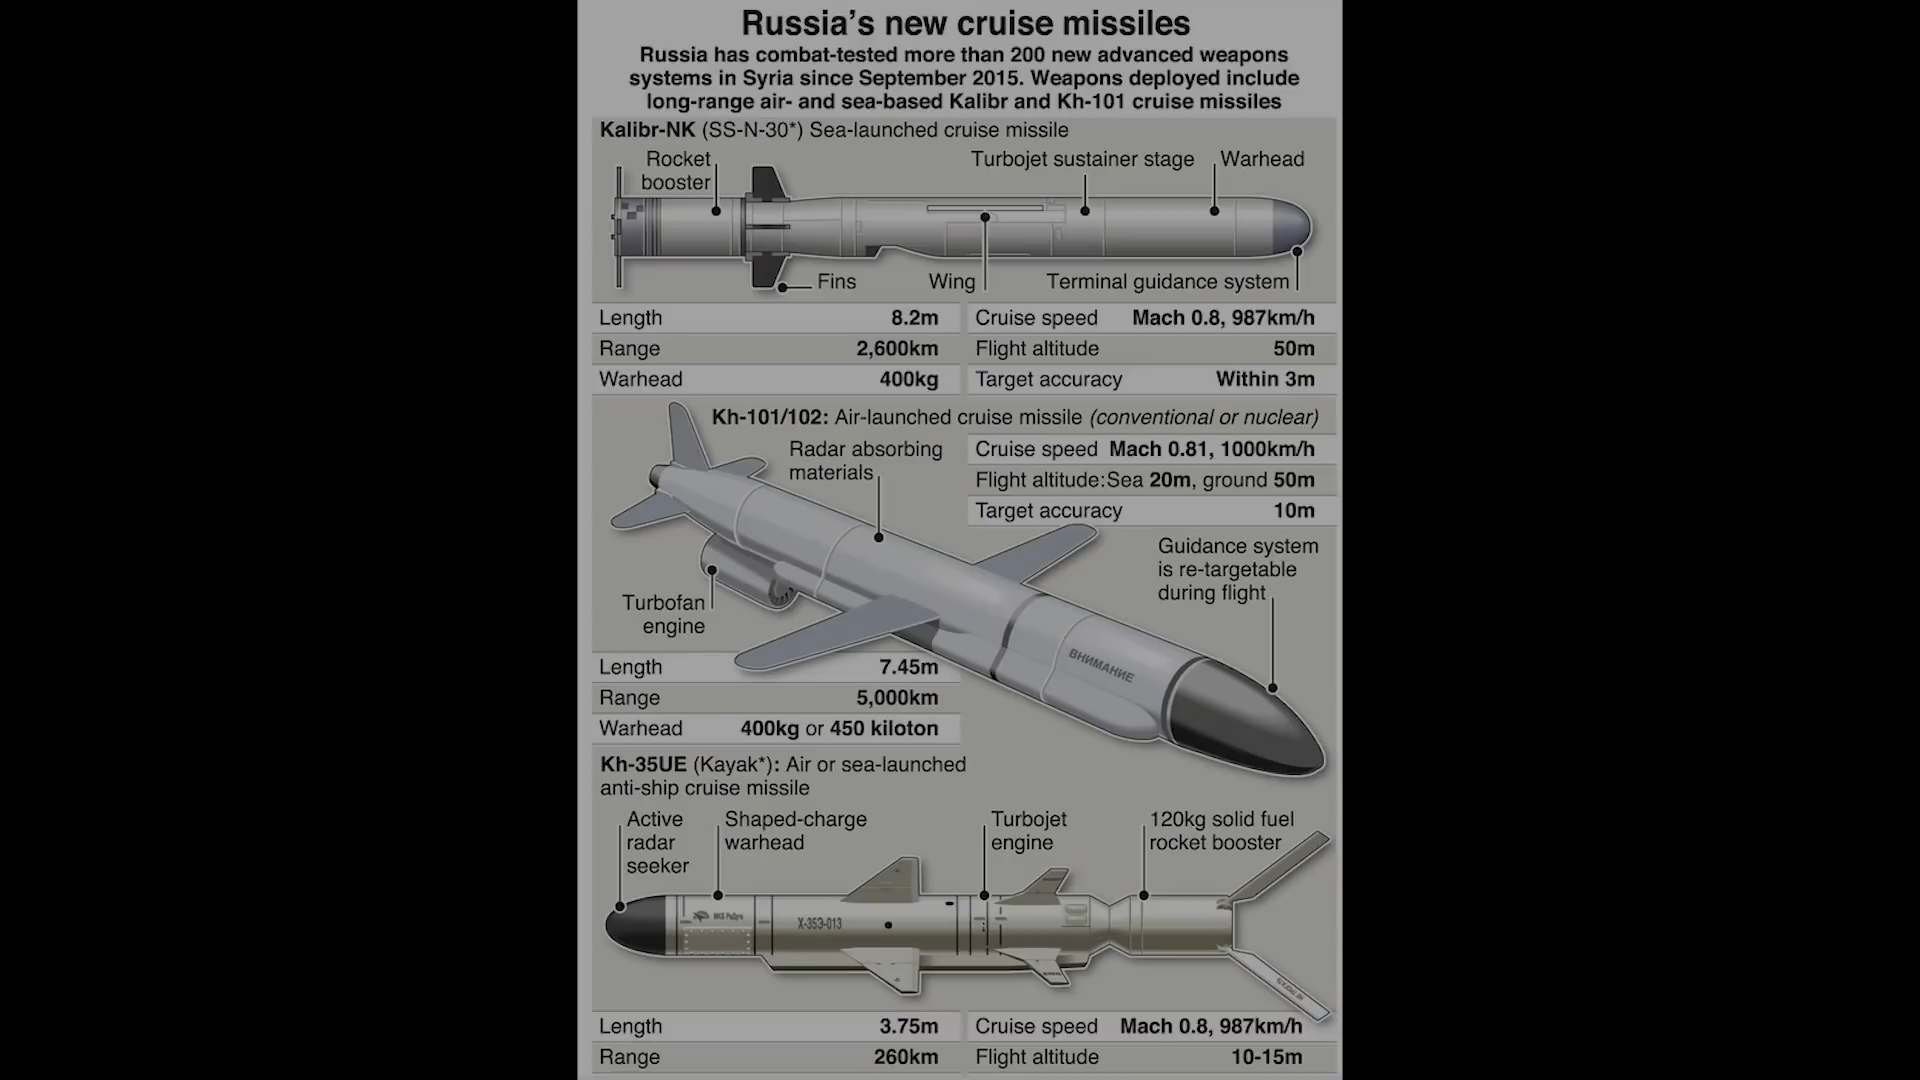 Russia's new cruise missiles
Russia has combat-tested more than 200 new advanced weapons
systems in Syria since September 2015. Weapons deployed include
long-range air- and sea-based Kalibr and Kh-101 cruise missiles
Kalibr-NK (SS-N-30*) Sea-launched cruise missile
Rocket
booster
Turbojet sustainer stage
Warhead
Fins
Wing
Terminal guidance system
Length 8.2m
Range 2,600km
Warhead 400kg
Cruise speed Mach 0.8, 987km/h
Flight altitude 50m
Target accuracy Within 3m
Kh-101/102: Air-launched cruise missile (conventional or nuclear)
Radar absorbing
materials
Cruise speed Mach 0.81, 1000km/h
Flight altitude: Sea 20m, ground 50m
Target accuracy 10m
Guidance system
is re-targetable
during flight
Turbofan
engine
ВНИМАНИЕ
Length 7.45m
Range 5,000km
Warhead 400kg or 450 kiloton
Kh-35UE (Kayak*): Air or sea-launched
anti-ship cruise missile
Active
radar
seeker
Shaped-charge
warhead
Turbojet
engine
120kg solid fuel
rocket booster
Х-35Э-013
Length 3.75m
Range 260km
Cruise speed Mach 0.8, 987km/h
Flight altitude 10-15m